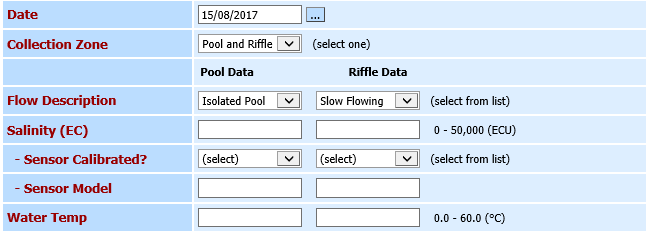 Date 15/08/2017 ...
Collection Zone Pool and Riffle (select one)
Pool Data Riffle Data
Flow Description Isolated Pool Slow Flowing (select from list)
Salinity (EC) 0 - 50,000 (ECU)
- Sensor Calibrated? (select) (select) (select from list)
- Sensor Model
Water Temp 0.0 - 60.0 (°C)